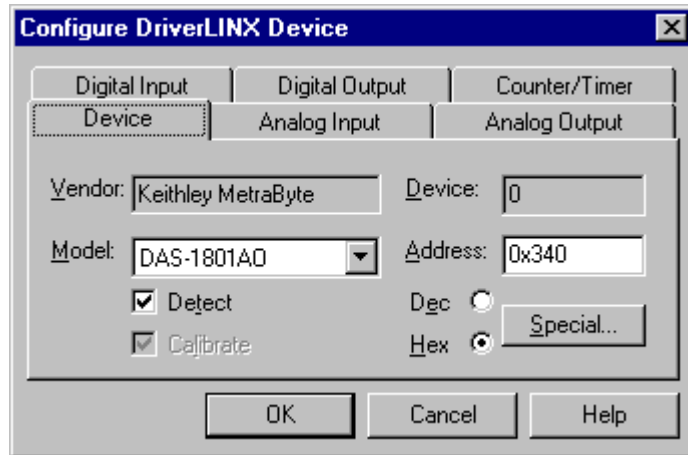 Configure DriverLINX Device
Digital Input Digital Output Counter/Timer
Device Analog Input Analog Output
Vendor: Keithley MetraByte Device: 0
Model: DAS-1801AO Address: 0x340
Detect Dec
Calibrate Hex Special...
OK Cancel Help